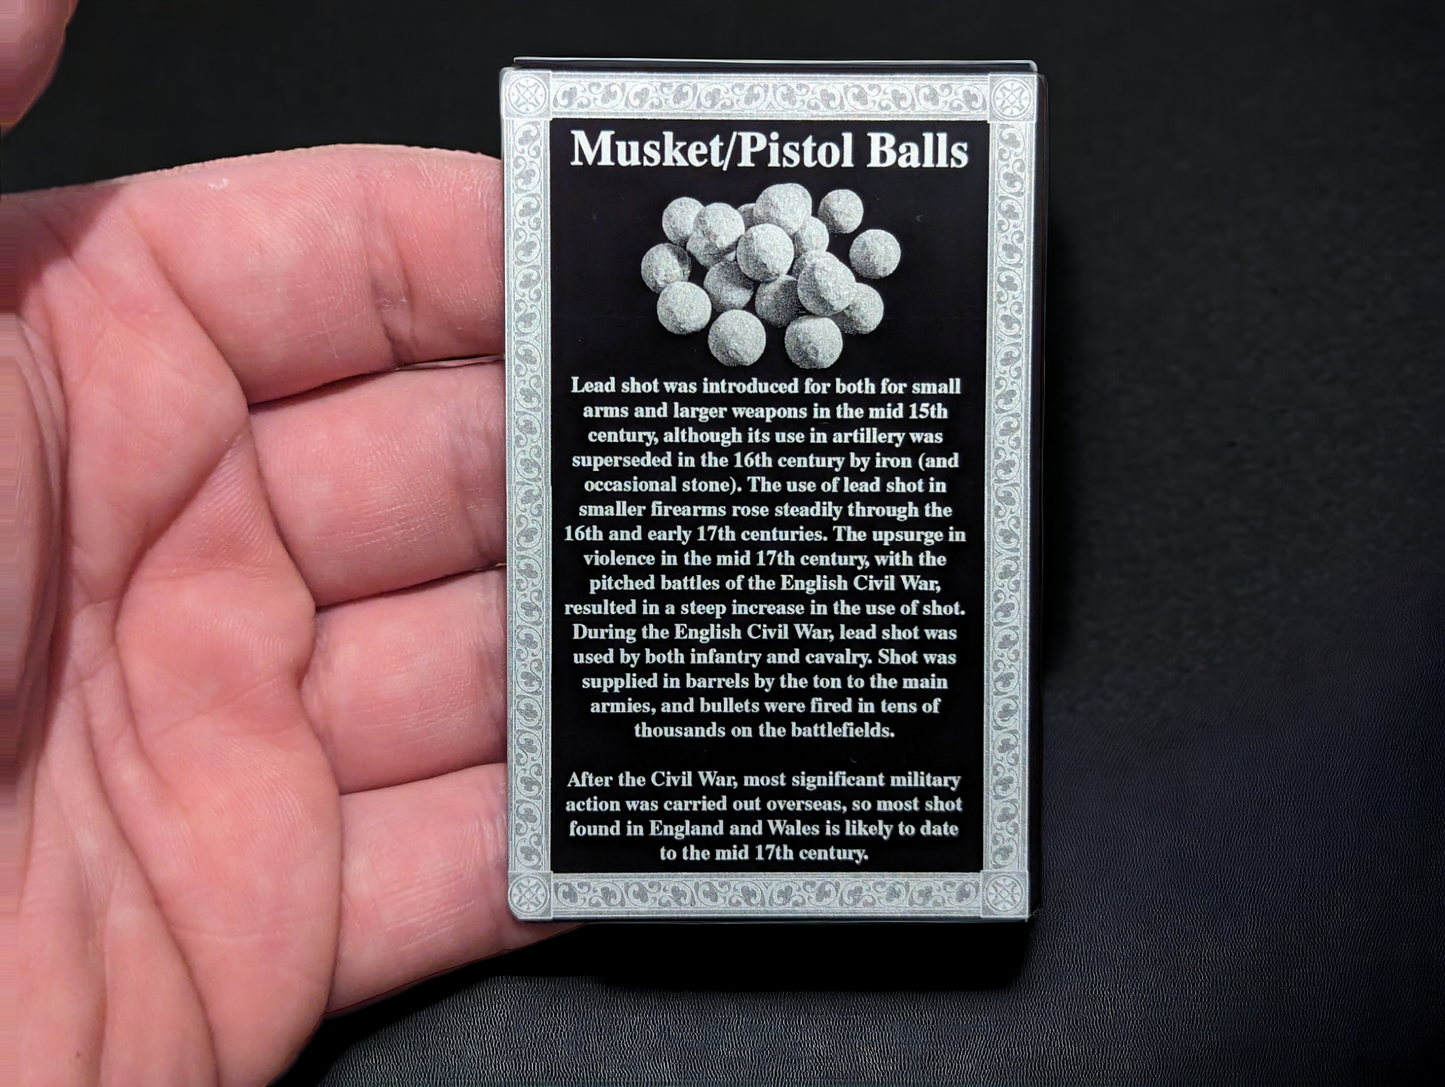 Musket/Pistol Balls
Lead shot was introduced for both for small
arms and larger weapons in the mid 15th
century, although its use in artillery was
superseded in the 16th century by iron (and
occasional stone). The use of lead shot in
smaller firearms rose steadily through the
16th and early 17th centuries. The upsurge in
violence in the mid 17th century, with the
pitched battles of the English Civil War,
resulted in a steep increase in the use of shot.
During the English Civil War, lead shot was
used by both infantry and cavalry. Shot was
supplied in barrels by the ton to the main
armies, and bullets were fired in tens of
thousands on the battlefields.
After the Civil War, most significant military
action was carried out overseas, so most shot
found in England and Wales is likely to date
to the mid 17th century.